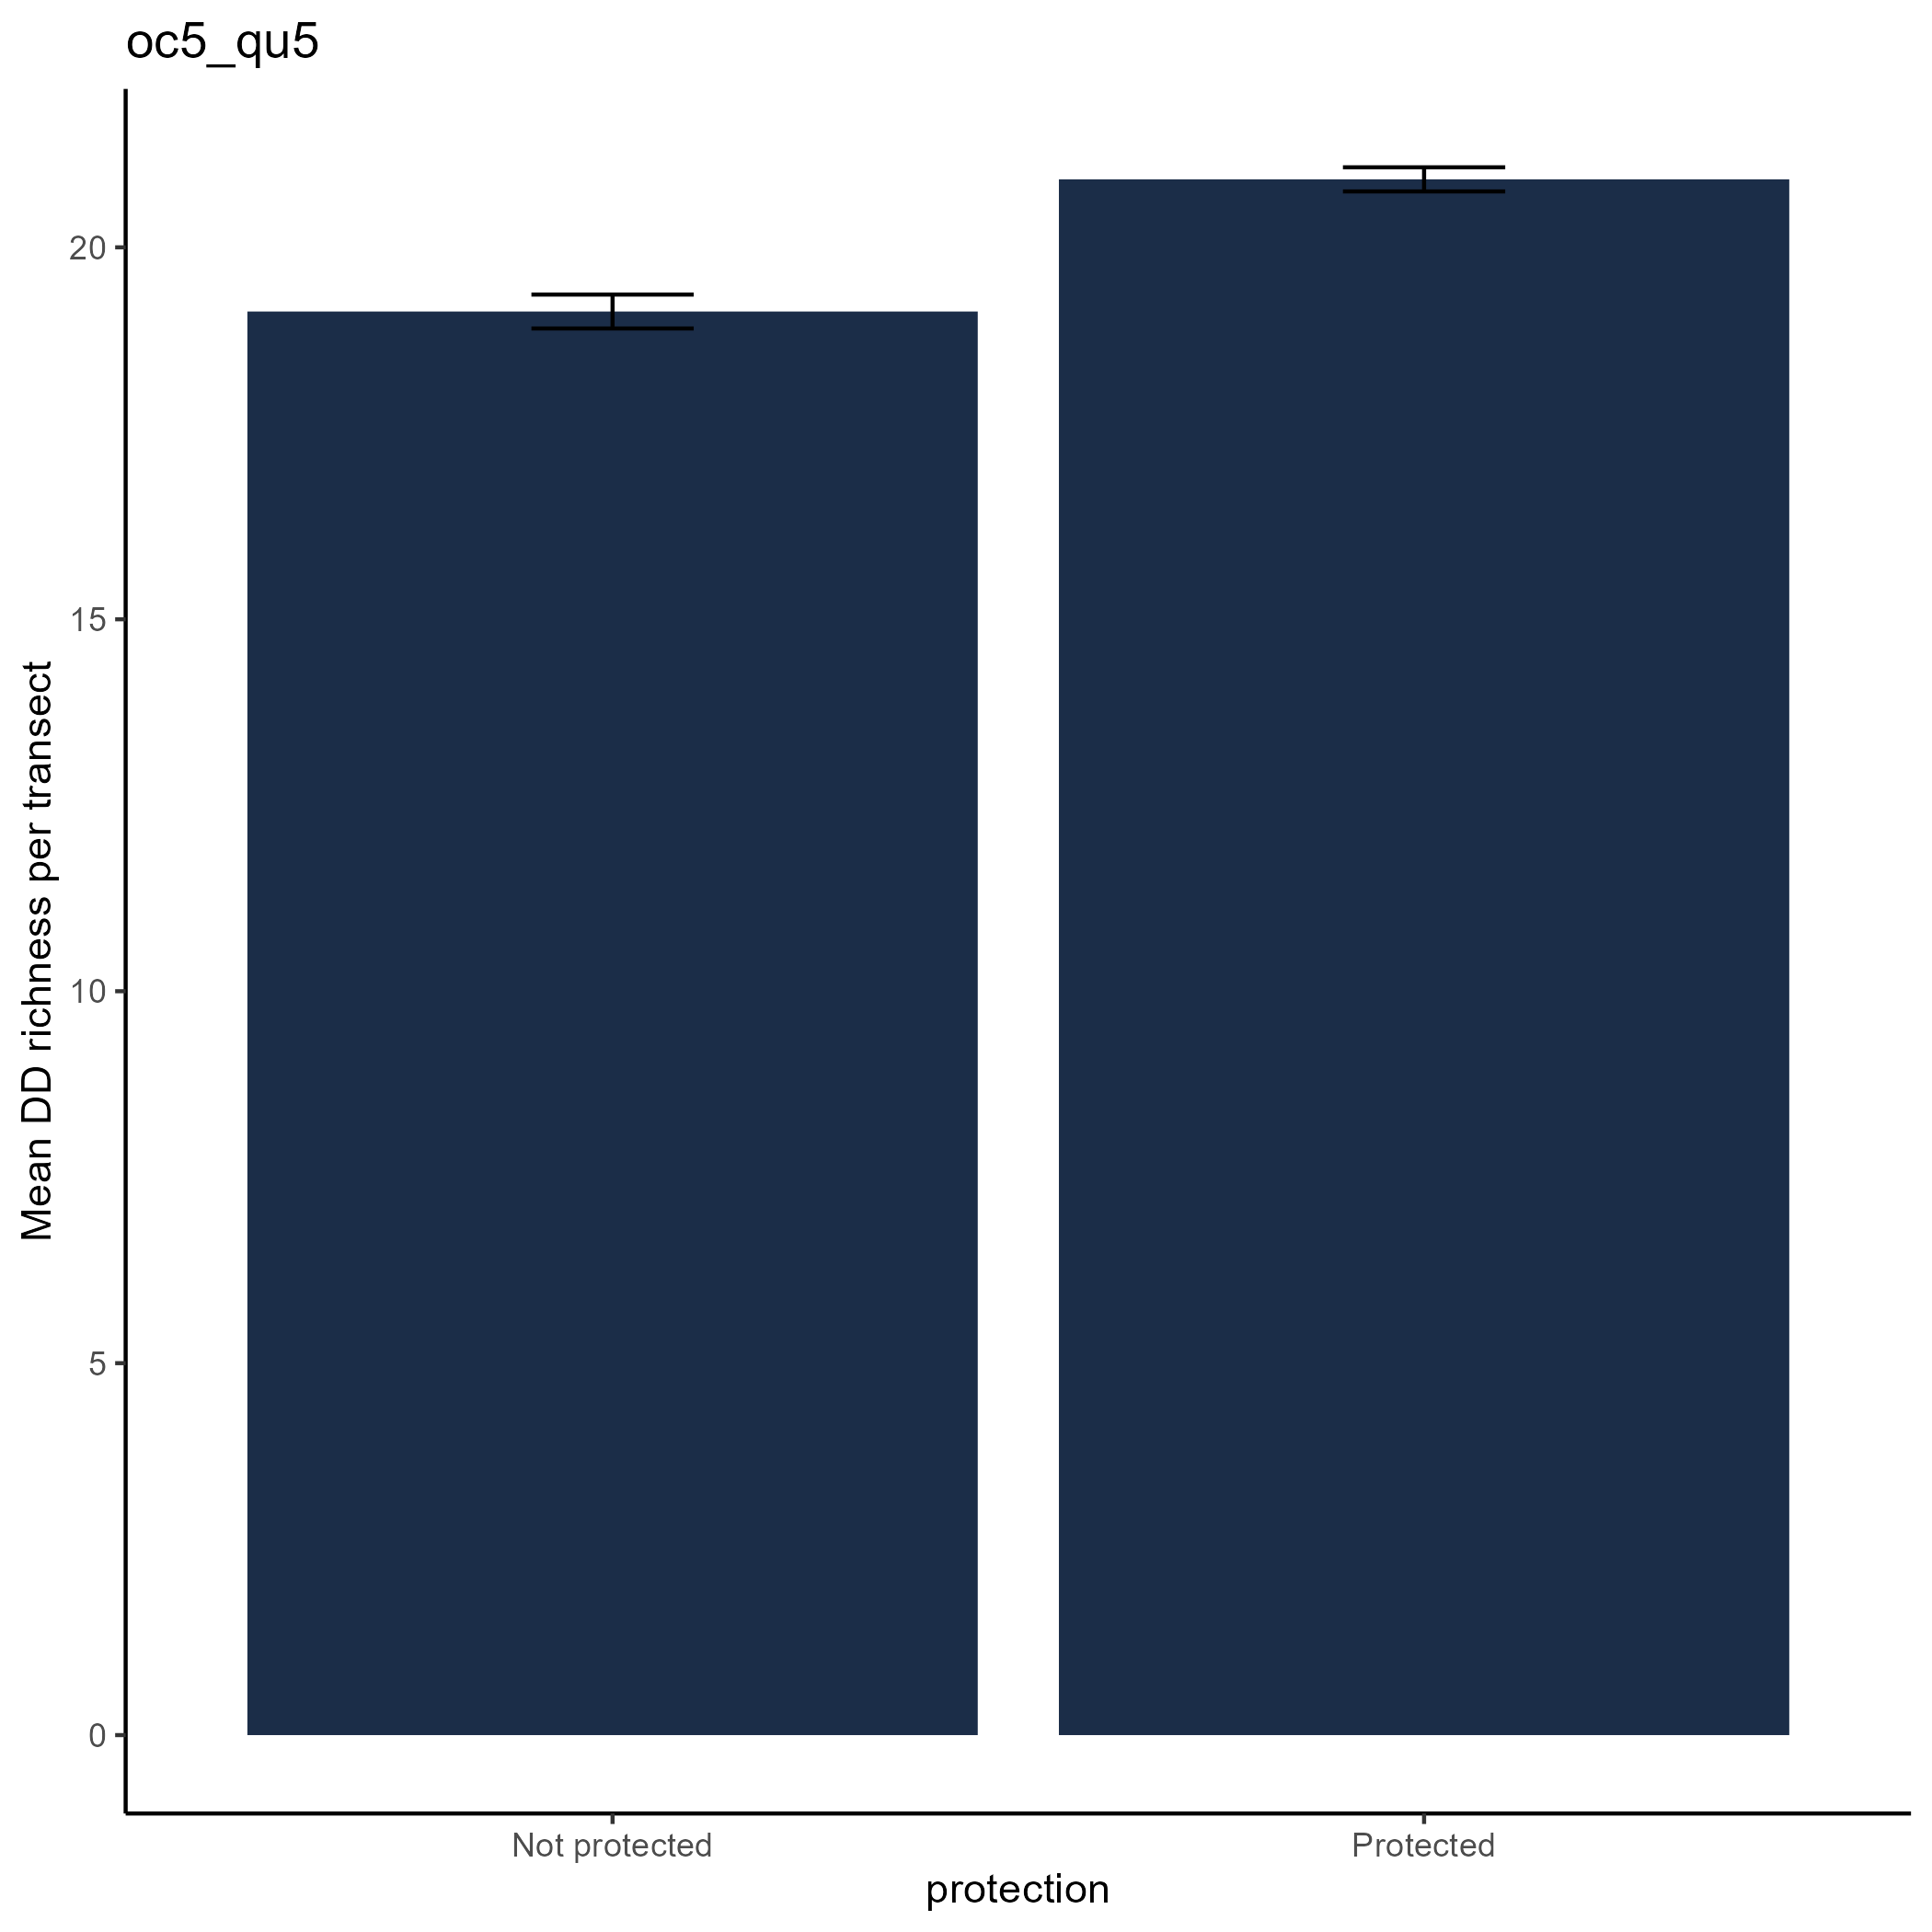 oc5_qu5
Mean DD richness per transect
20
15
10
5
0
Not protected
Protected
protection